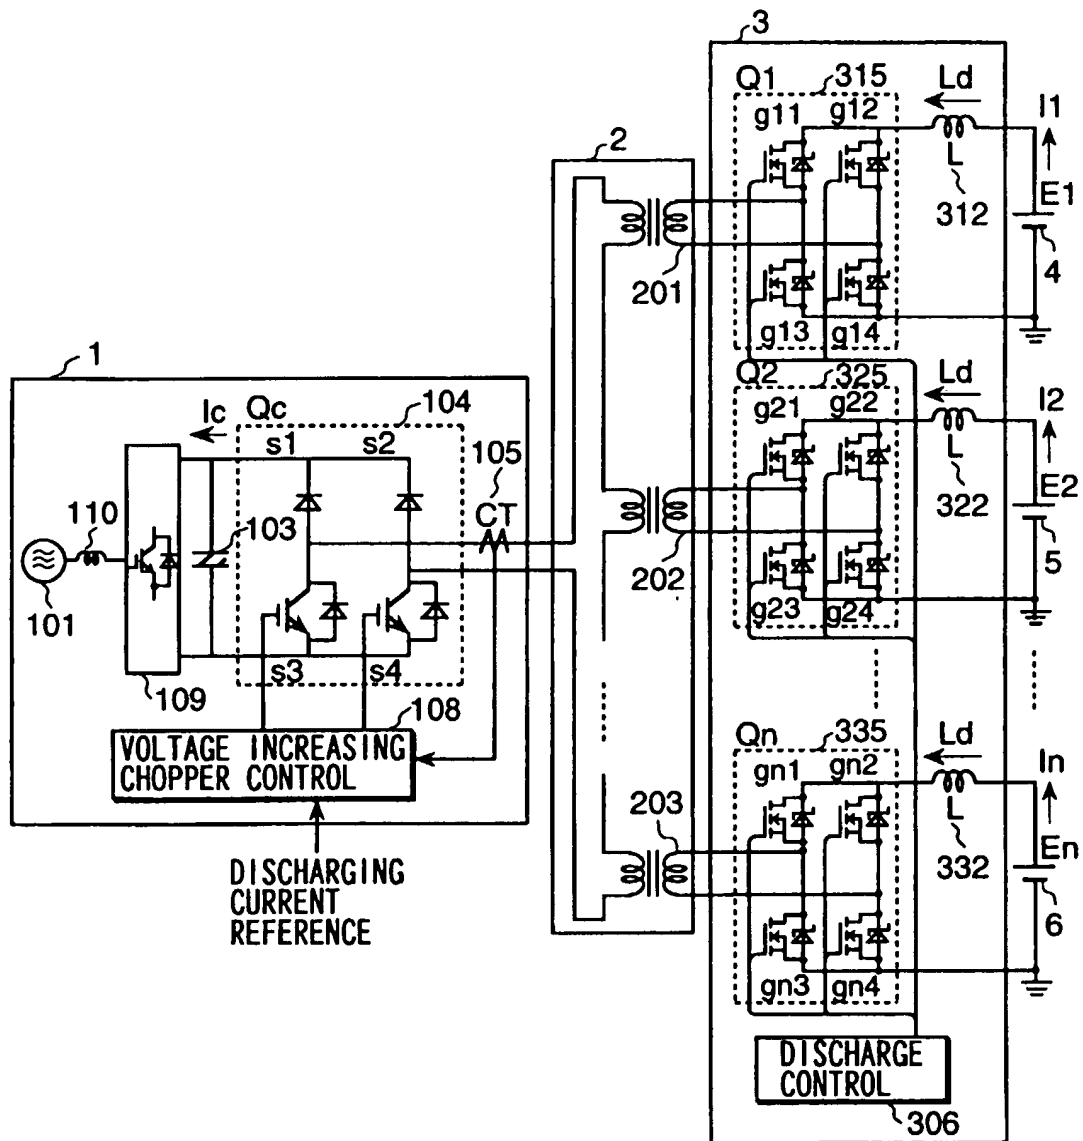 3
Q1
315
Ld
I1
g11
g12
L
312
E1
4
2
201
g13
g14
1
Q2
325
Ld
I2
g21
g22
L
322
E2
5
Ic
Qc
104
s1
s2
105
CT
110
103
101
202
g23
g24
s3
s4
109
108
VOLTAGE INCREASING
CHOPPER CONTROL
Qn
335
Ld
In
gn1
gn2
L
332
En
6
203
DISCHARGING
CURRENT
REFERENCE
gn3
gn4
DISCHARGE
CONTROL
306